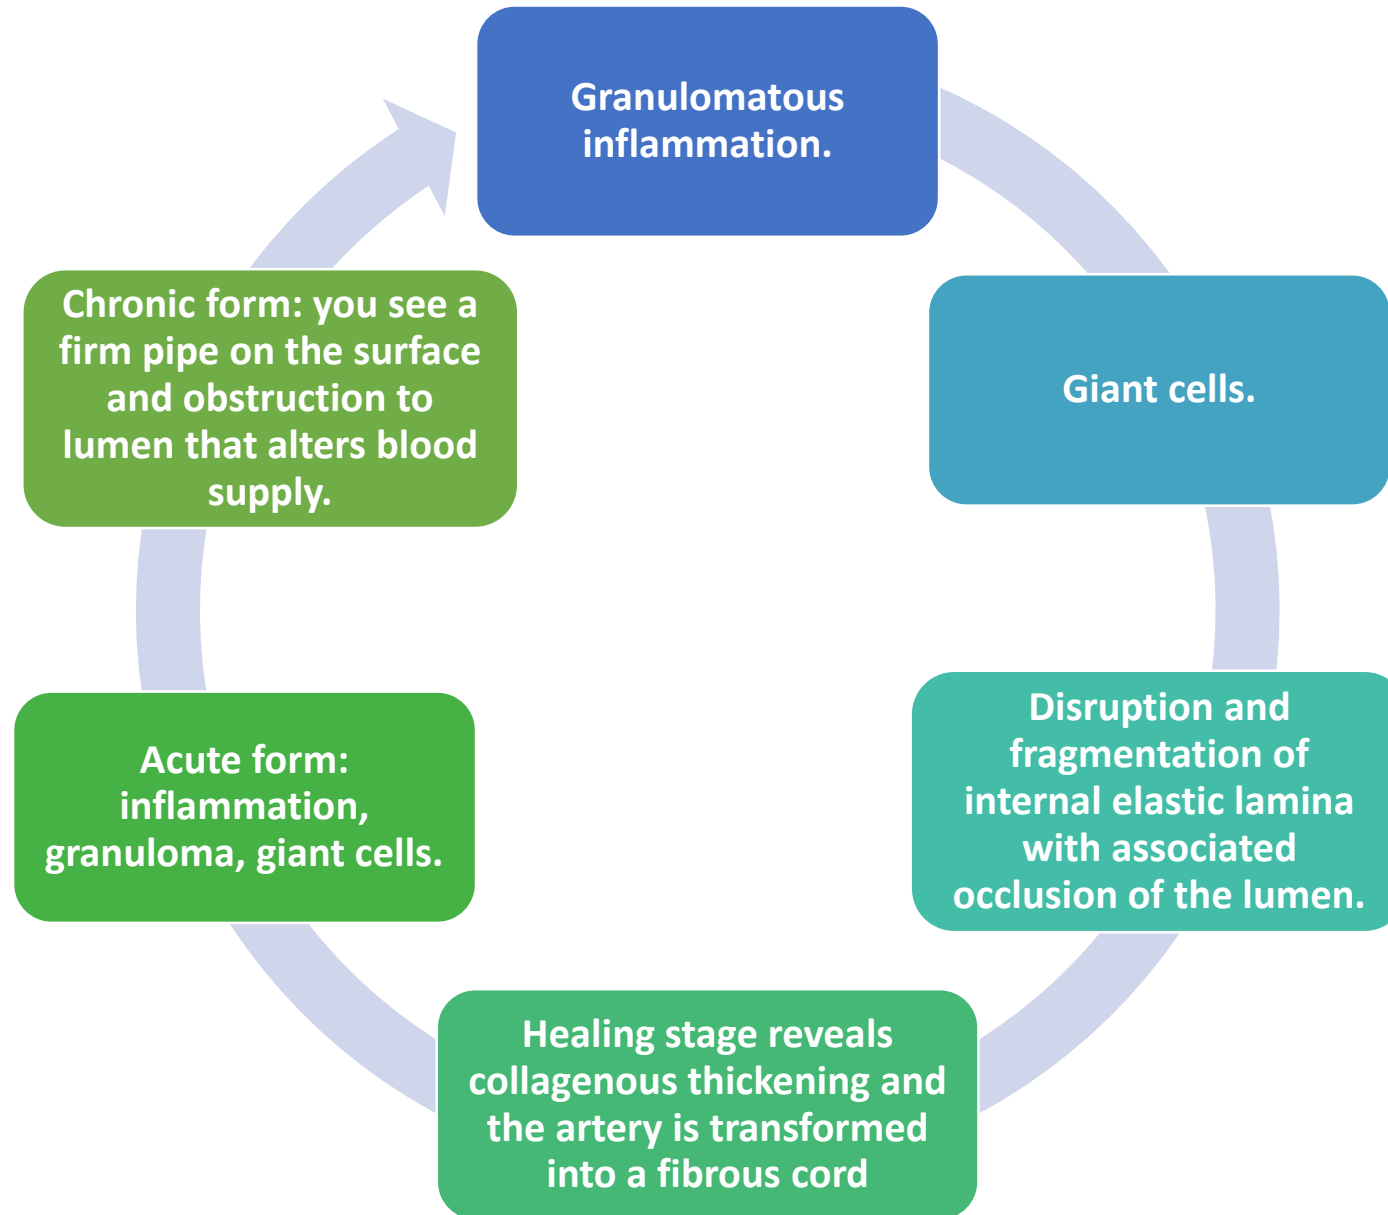 Granulomatous
inflammation.
Giant cells.
Disruption and
fragmentation of
internal elastic lamina
with associated
occlusion of the lumen.
Healing stage reveals
collagenous thickening and
the artery is transformed
into a fibrous cord
Acute form:
inflammation,
granuloma, giant cells.
Chronic form: you see a
firm pipe on the surface
and obstruction to
lumen that alters blood
supply.